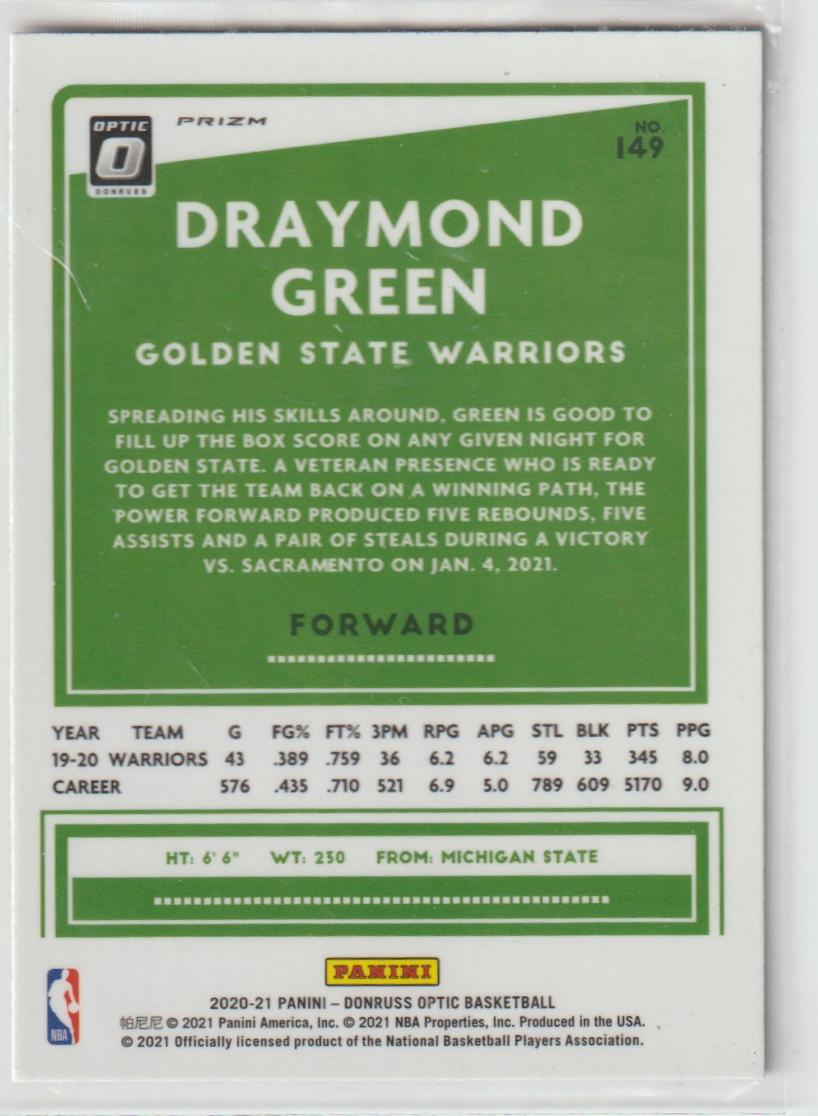 OPTIC
DONRUSS
PRIZM
NO.
149
DRAYMOND
GREEN
GOLDEN STATE WARRIORS
SPREADING HIS SKILLS AROUND, GREEN IS GOOD TO
FILL UP THE BOX SCORE ON ANY GIVEN NIGHT FOR
GOLDEN STATE. A VETERAN PRESENCE WHO IS READY
TO GET THE TEAM BACK ON A WINNING PATH, THE
POWER FORWARD PRODUCED FIVE REBOUNDS, FIVE
ASSISTS AND A PAIR OF STEALS DURING A VICTORY
VS. SACRAMENTO ON JAN. 4, 2021.
FORWARD
YEAR TEAM G FG% FT% 3PM RPG APG STL BLK PTS PPG
19-20 WARRIORS 43 .389 .759 36 6.2 6.2 59 33 345 8.0
CAREER 576 .435 .710 521 6.9 5.0 789 609 5170 9.0
HT: 6' 6" WT: 230 FROM: MICHIGAN STATE
PANINI
NBA
2020-21 PANINI – DONRUSS OPTIC BASKETBALL
帕尼尼 © 2021 Panini America, Inc. © 2021 NBA Properties, Inc. Produced in the USA.
© 2021 Officially licensed product of the National Basketball Players Association.